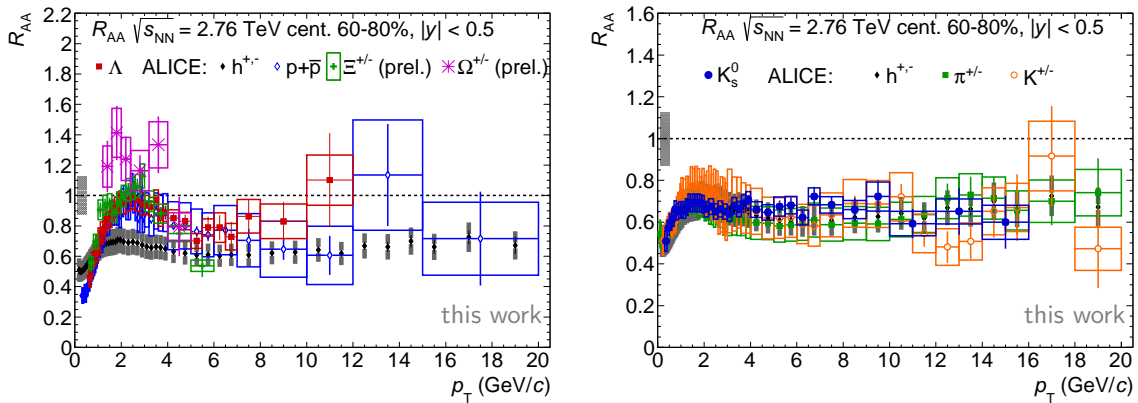 R_AA √s_NN = 2.76 TeV cent. 60-80%, |y| < 0.5
Λ ALICE: h^{+,-} p+p̅ Ξ^{+/-} (prel.) Ω^{+/-} (prel.)
R_AA
2.2
2
1.8
1.6
1.4
1.2
1
0.8
0.6
0.4
0.2
0
this work
0 2 4 6 8 10 12 14 16 18 20
p_T (GeV/c)
R_AA √s_NN = 2.76 TeV cent. 60-80%, |y| < 0.5
K^0_s ALICE: h^{+,-} π^{+/-} K^{+/-}
R_AA
1.6
1.4
1.2
1
0.8
0.6
0.4
0.2
0
this work
0 2 4 6 8 10 12 14 16 18 20
p_T (GeV/c)